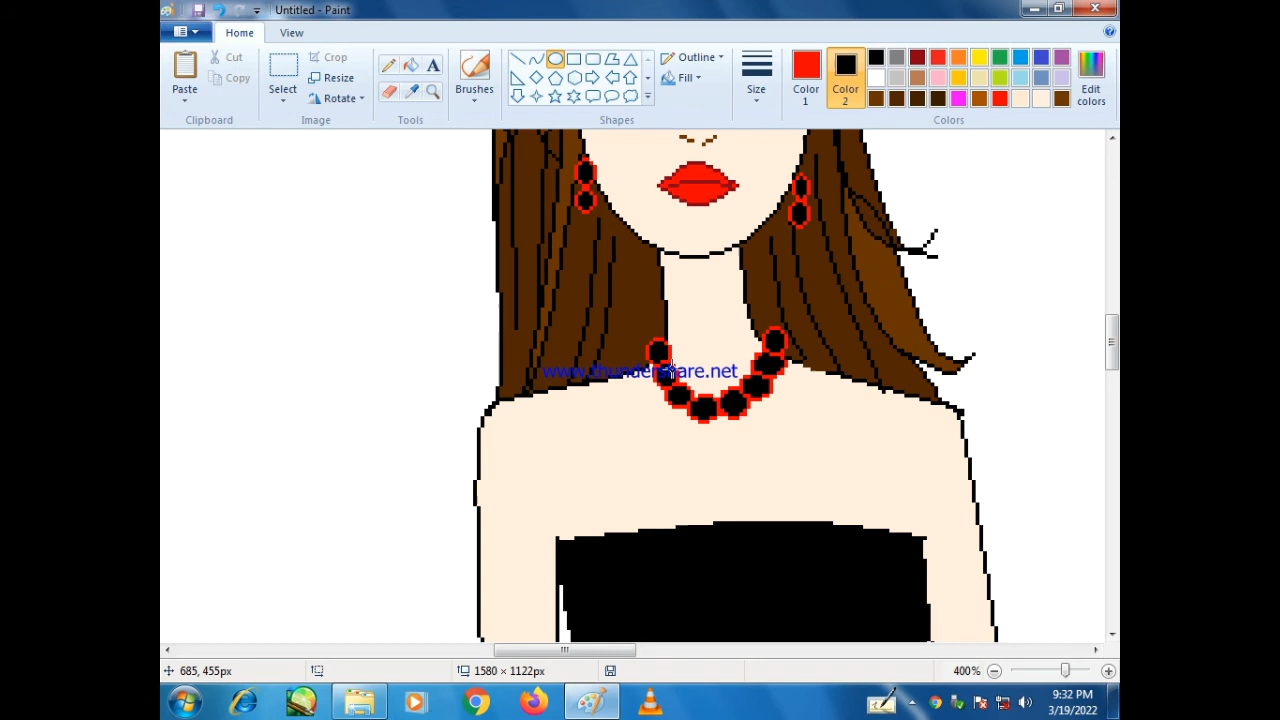 Untitled - Paint
Home View
Paste
Cut
Copy
Clipboard
Select
Crop
Resize
Rotate
Image
A
Tools
Brushes
Outline
Fill
Shapes
Size
Color 1
Color 2
Edit colors
Colors
www.thundershare.net
685, 455px
1580 × 1122px
400%
9:32 PM
3/19/2022